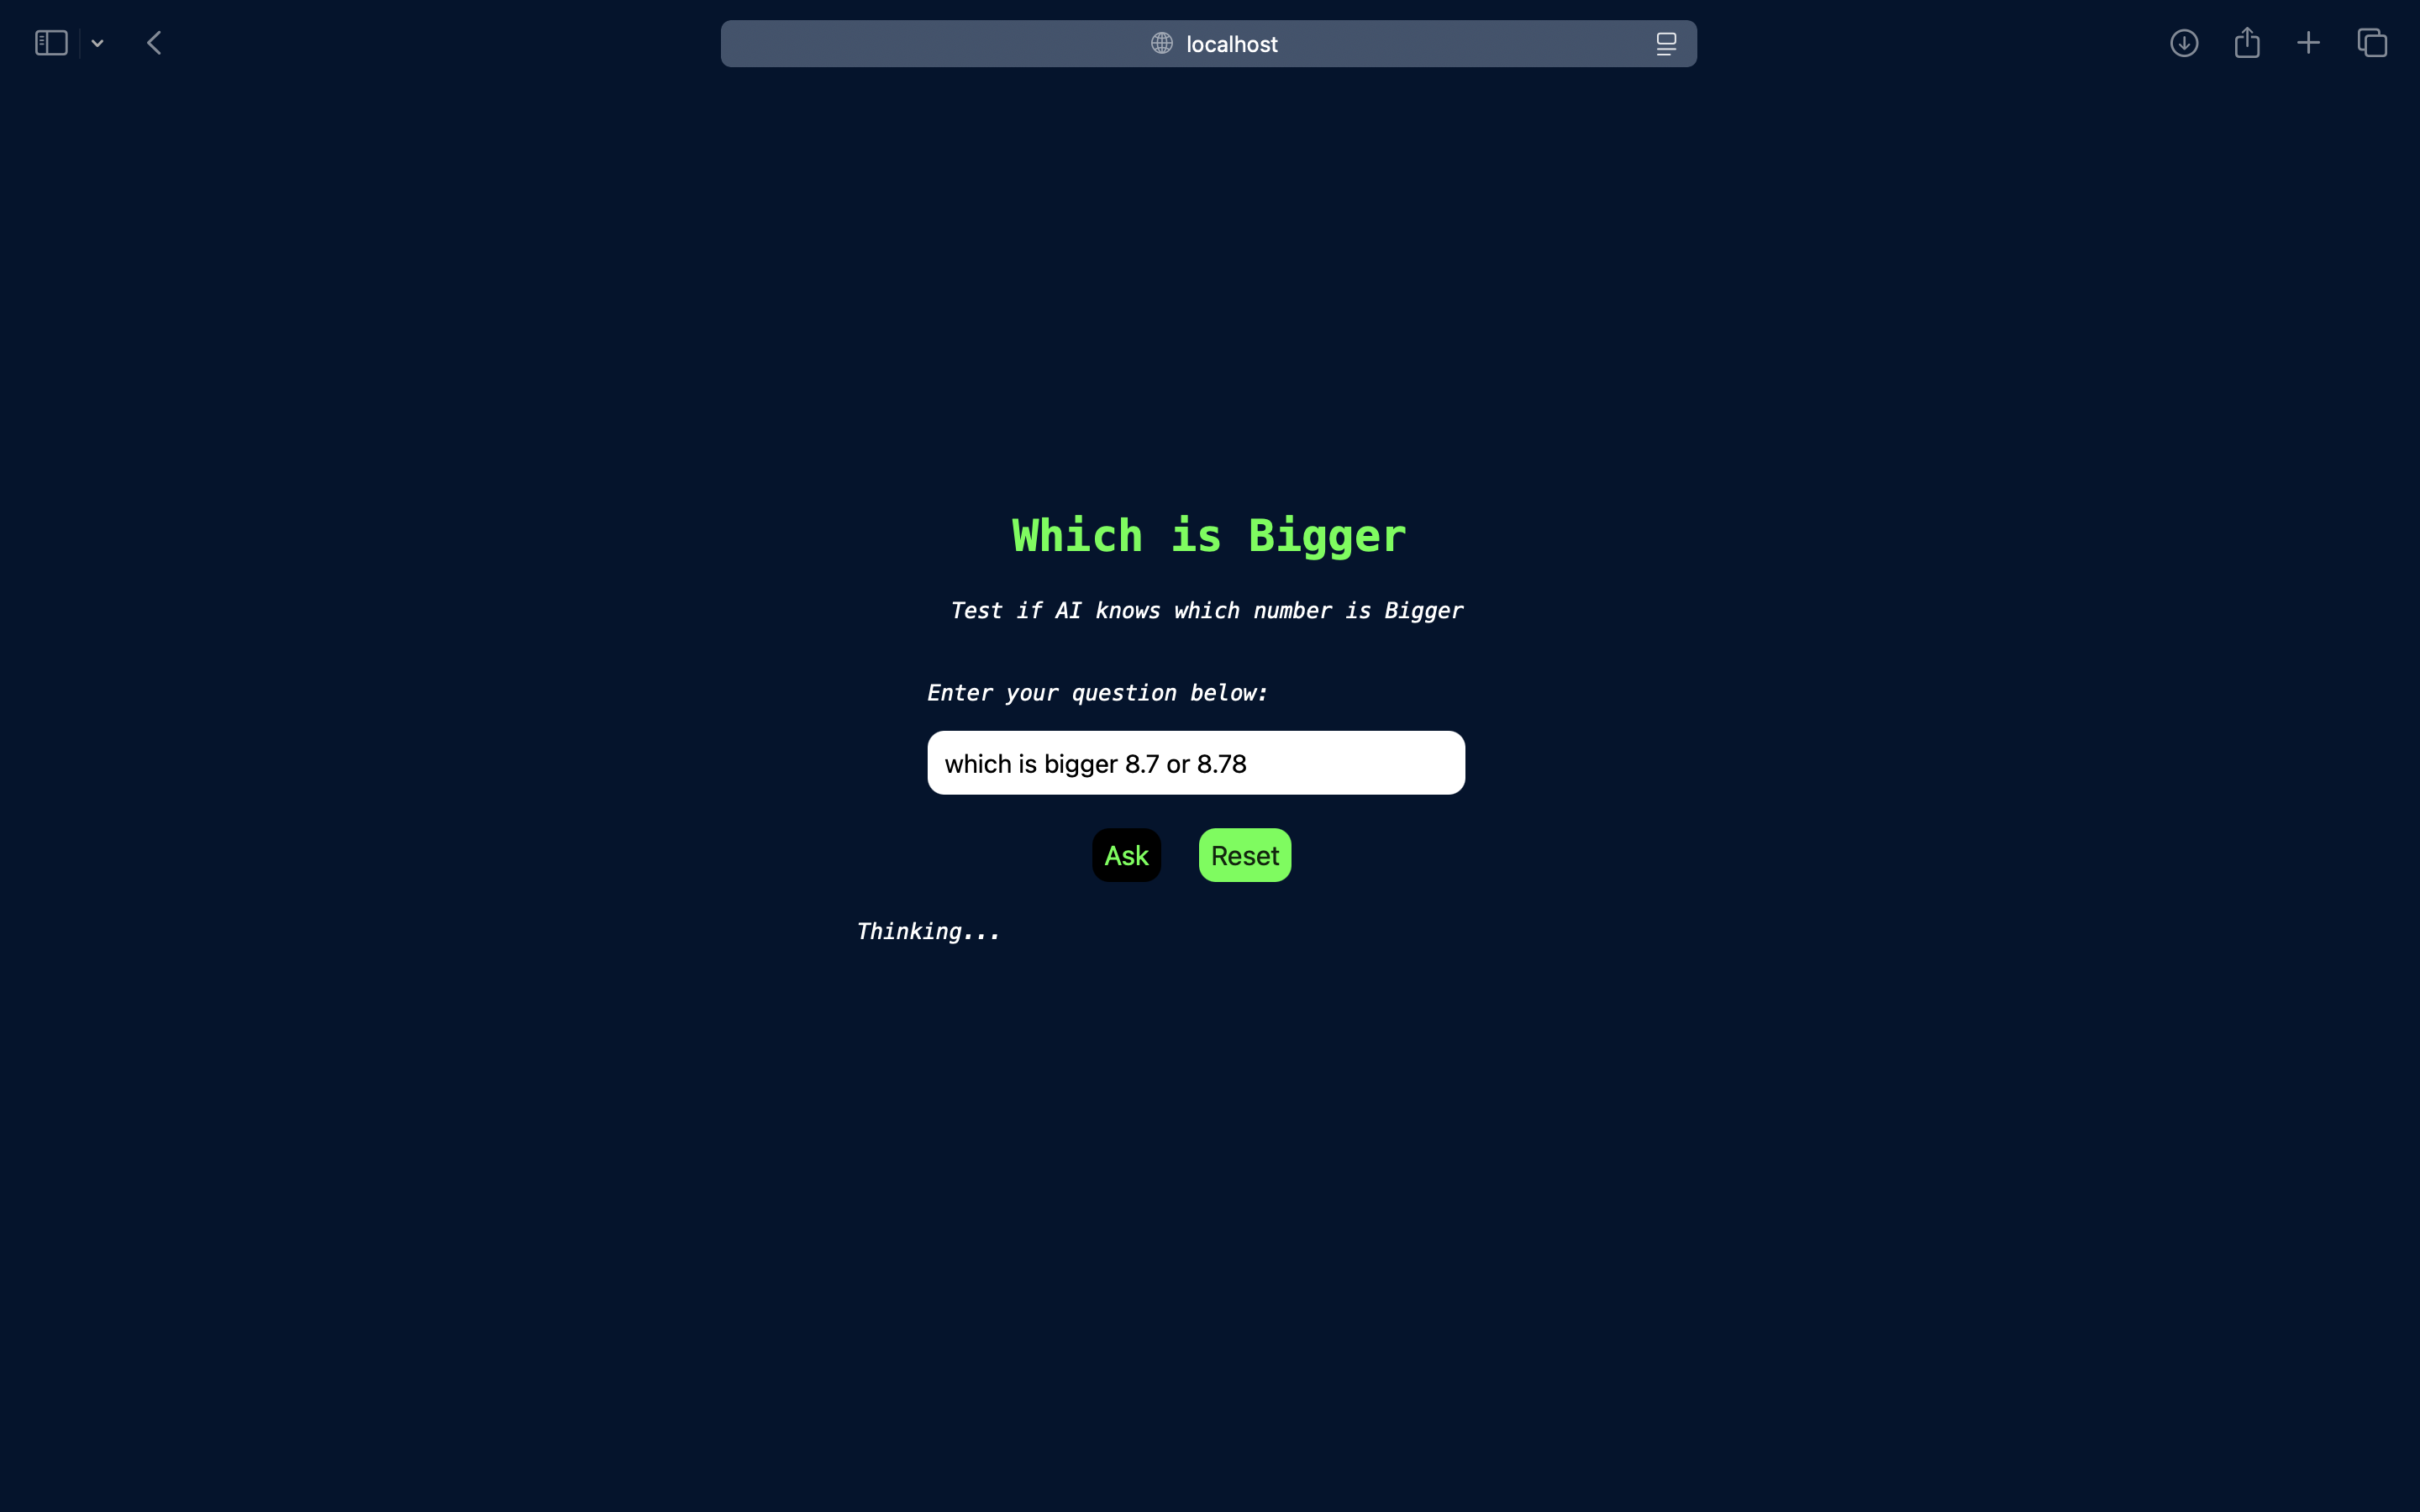 localhost
Which is Bigger
Test if AI knows which number is Bigger
Enter your question below:
which is bigger 8.7 or 8.78
Ask Reset
Thinking...